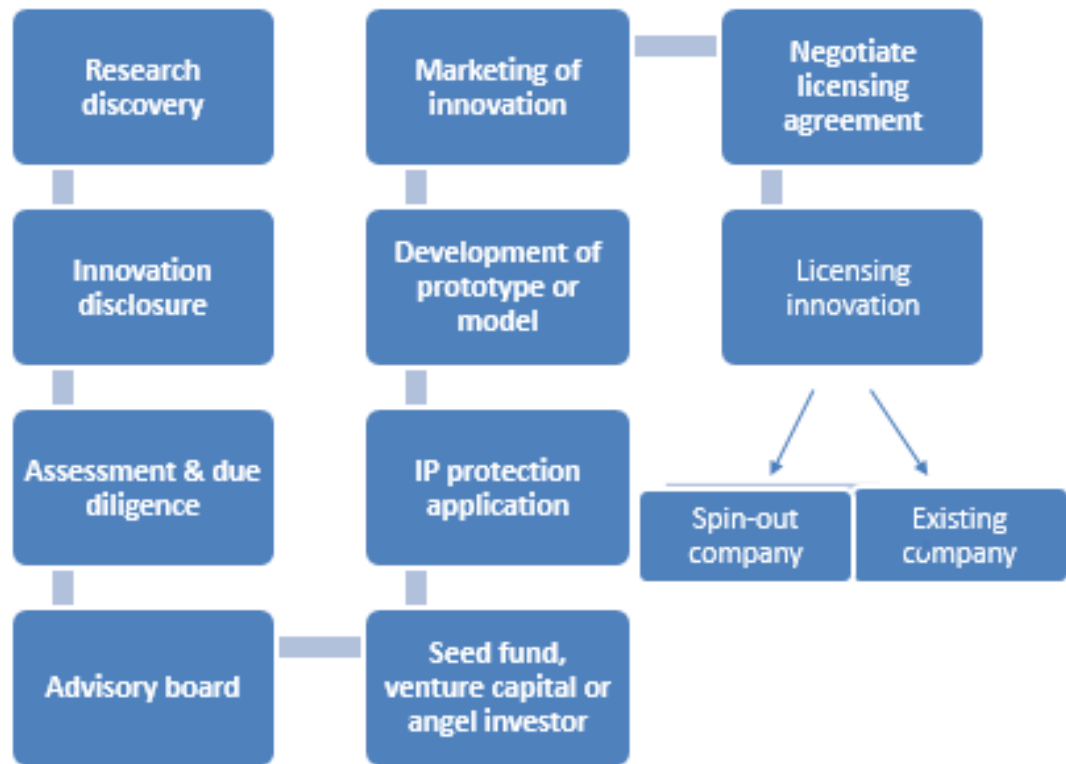 Research
discovery
Innovation
disclosure
Assessment & due
diligence
Advisory board
Seed fund,
venture capital or
angel investor
IP protection
application
Development of
prototype or
model
Marketing of
innovation
Negotiate
licensing
agreement
Licensing
innovation
Spin-out
company
Existing
company